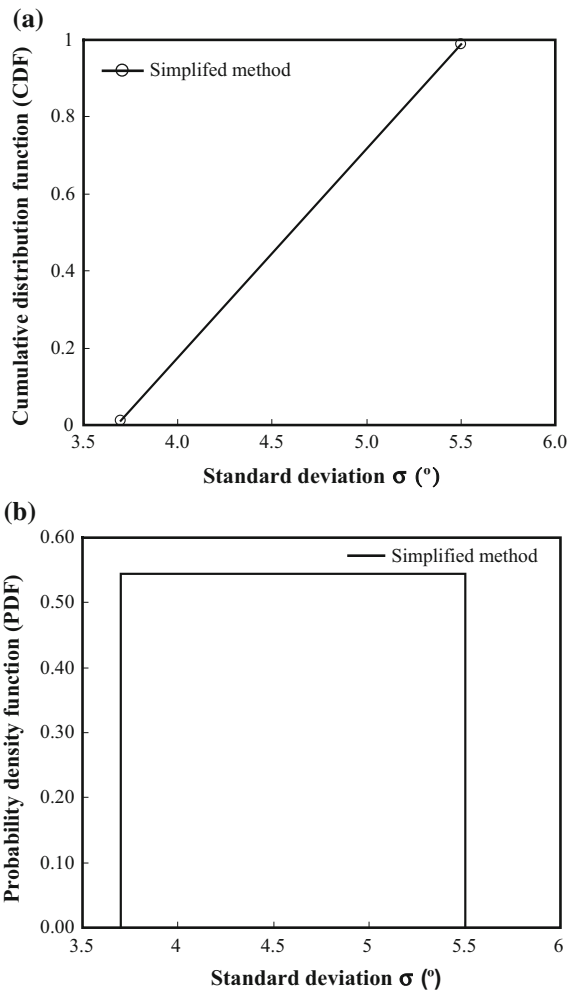 (a)
1
Simplifed method
0.8
0.6
0.4
0.2
0
3.5 4.0 4.5 5.0 5.5 6.0
Cumulative distribution function (CDF)
Standard deviation σ (º)
(b)
0.60
Simplified method
0.50
0.40
0.30
0.20
0.10
0.00
3.5 4 4.5 5 5.5 6
Probability density function (PDF)
Standard deviation σ (º)